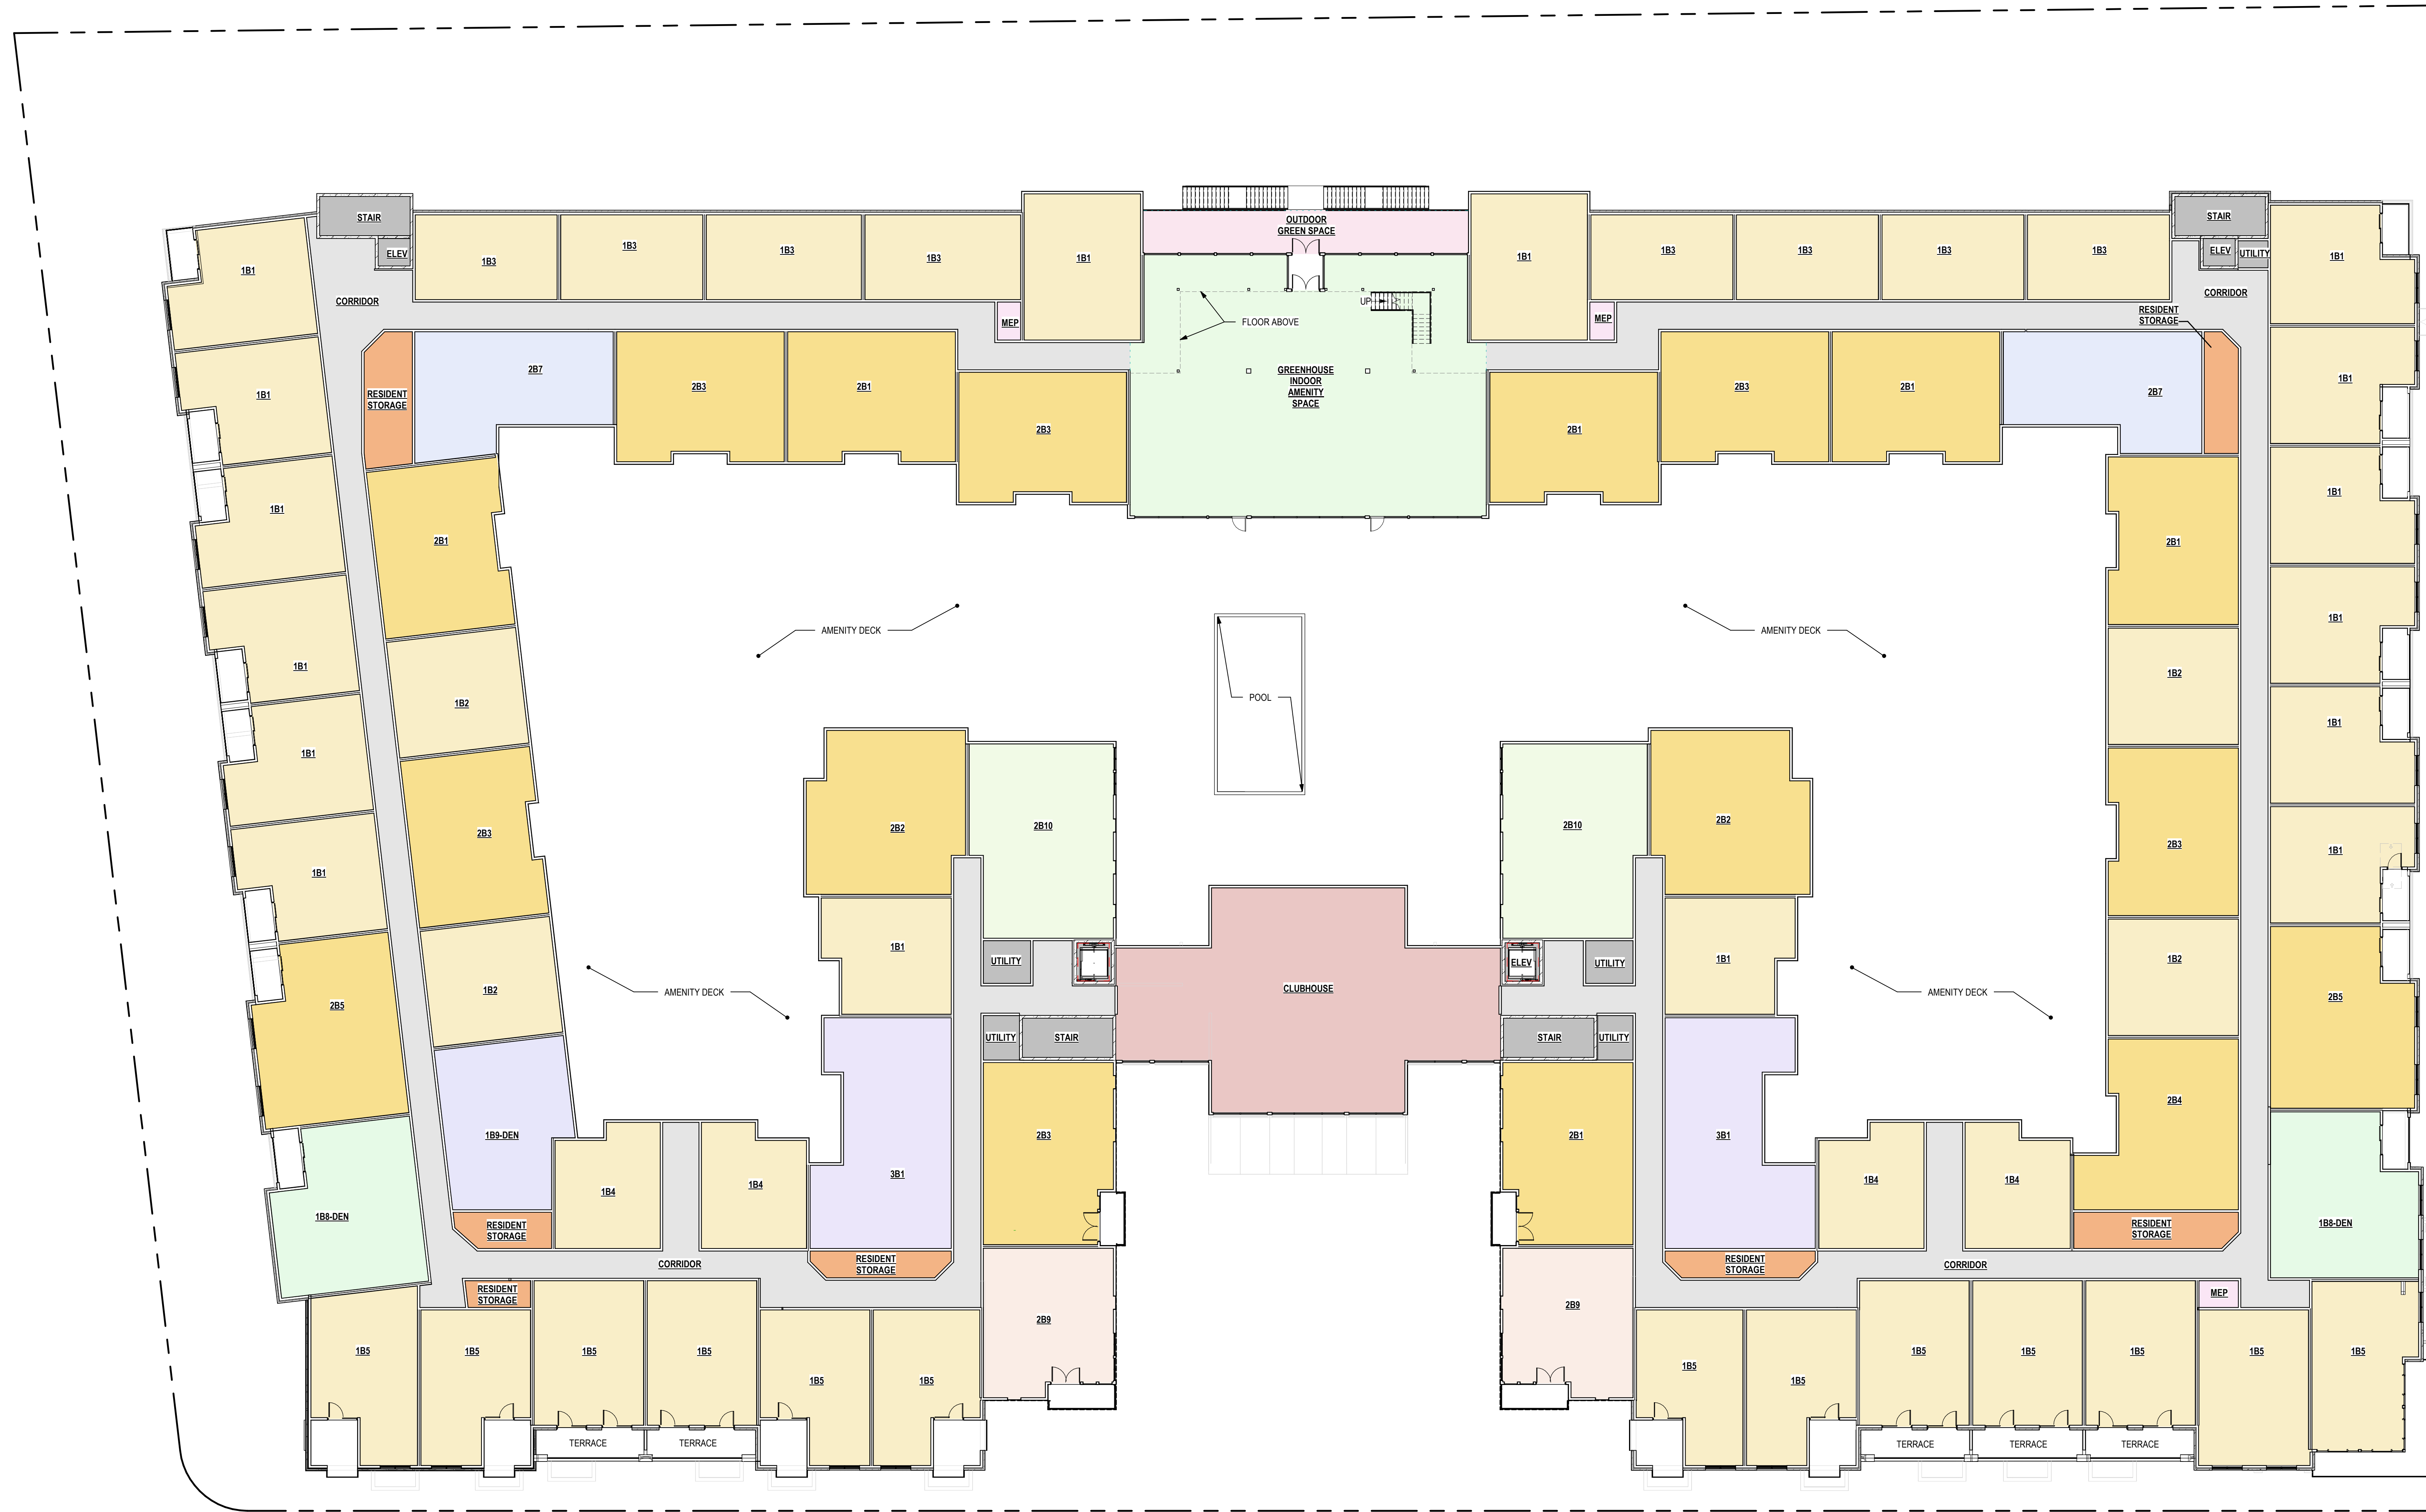 STAIR
ELEV
1B3
1B3
1B3
1B3
1B1
OUTDOOR
GREEN SPACE
1B1
1B3
1B3
1B3
1B3
STAIR
ELEV
UTILITY
1B1
1B1
CORRIDOR
MEP
UP
FLOOR ABOVE
MEP
CORRIDOR
RESIDENT
STORAGE
1B1
RESIDENT
STORAGE
2B7
2B3
2B1
2B3
GREENHOUSE
INDOOR
AMENITY
SPACE
2B1
2B3
2B1
2B7
1B1
1B1
2B1
2B1
1B1
1B1
1B1
AMENITY DECK
AMENITY DECK
1B2
1B2
1B1
POOL
1B1
1B1
1B1
2B3
2B2
2B10
2B10
2B2
2B3
1B1
1B2
1B1
UTILITY
CLUBHOUSE
ELEV
UTILITY
1B1
1B2
2B5
AMENITY DECK
AMENITY DECK
2B5
UTILITY
STAIR
STAIR
UTILITY
1B9-DEN
1B4
1B4
3B1
2B3
2B1
3B1
1B4
1B4
2B4
1B8-DEN
RESIDENT
STORAGE
RESIDENT
STORAGE
1B8-DEN
CORRIDOR
RESIDENT
STORAGE
RESIDENT
STORAGE
CORRIDOR
RESIDENT
STORAGE
MEP
1B5
1B5
1B5
1B5
1B5
1B5
2B9
2B9
1B5
1B5
1B5
1B5
1B5
1B5
1B5
TERRACE
TERRACE
TERRACE
TERRACE
TERRACE